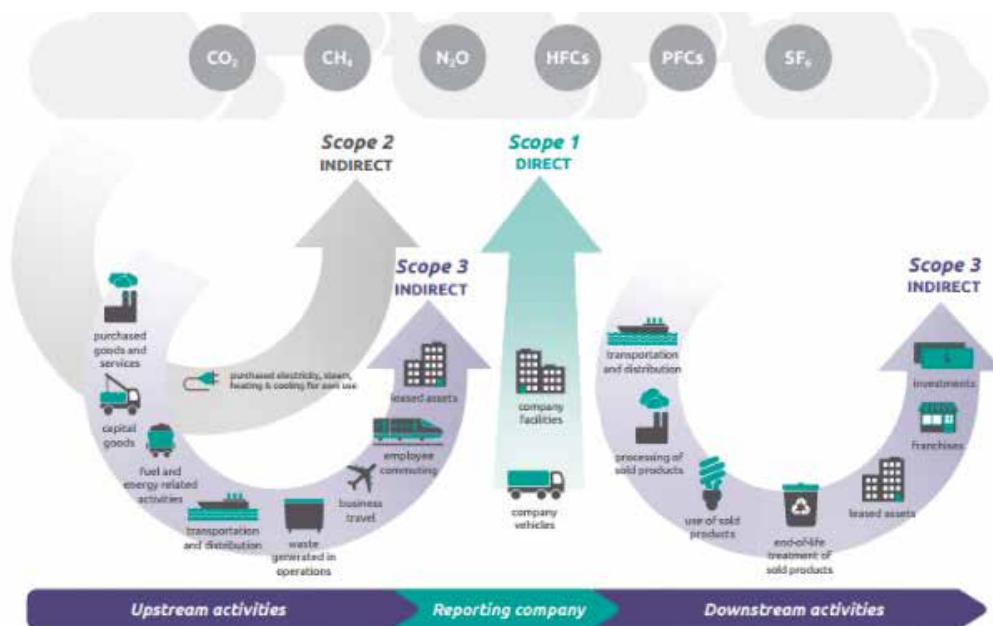 CO₂
CH₄
N₂O
HFCs
PFCs
SF₆
Scope 2
INDIRECT
Scope 1
DIRECT
Scope 3
INDIRECT
Scope 3
INDIRECT
purchased
goods and
services
capital
goods
fuel and
energy related
activities
transportation
and distribution
waste
generated in
operations
business
travel
employee
commuting
leased assets
purchased electricity, steam,
heating & cooling for own use
company
facilities
company
vehicles
transportation
and distribution
processing of
sold products
use of sold
products
end-of-life
treatment of
sold products
leased assets
franchises
investments
Upstream activities
Reporting company
Downstream activities